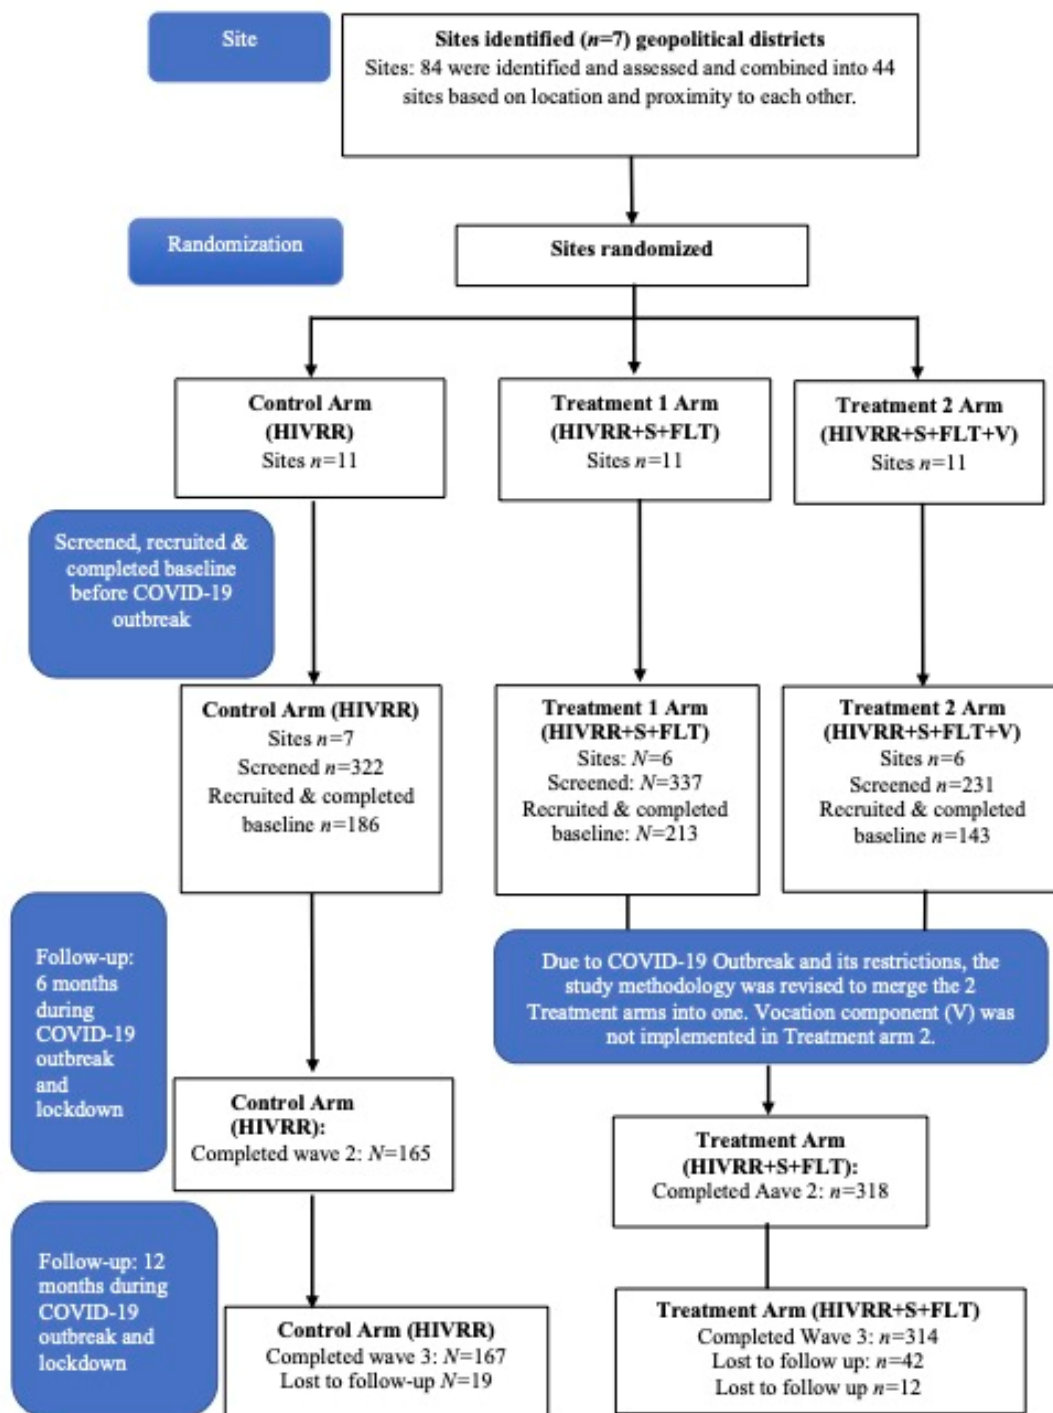 Site
Sites identified (n=7) geopolitical districts
Sites: 84 were identified and assessed and combined into 44
sites based on location and proximity to each other.
Randomization
Sites randomized
Control Arm
(HIVRR)
Sites n=11
Treatment 1 Arm
(HIVRR+S+FLT)
Sites n=11
Treatment 2 Arm
(HIVRR+S+FLT+V)
Sites n=11
Screened, recruited &
completed baseline
before COVID-19
outbreak
Control Arm (HIVRR)
Sites n=7
Screened n=322
Recruited & completed
baseline n=186
Treatment 1 Arm
(HIVRR+S+FLT)
Sites: N=6
Screened: N=337
Recruited & completed
baseline: N=213
Treatment 2 Arm
(HIVRR+S+FLT+V)
Sites n=6
Screened n=231
Recruited & completed
baseline n=143
Follow-up:
6 months
during
COVID-19
outbreak
and
lockdown
Due to COVID-19 Outbreak and its restrictions, the
study methodology was revised to merge the 2
Treatment arms into one. Vocation component (V) was
not implemented in Treatment arm 2.
Control Arm
(HIVRR):
Completed wave 2: N=165
Treatment Arm
(HIVRR+S+FLT):
Completed Aave 2: n=318
Follow-up: 12
months during
COVID-19
outbreak and
lockdown
Control Arm (HIVRR)
Completed wave 3: N=167
Lost to follow-up N=19
Treatment Arm (HIVRR+S+FLT)
Completed Wave 3: n=314
Lost to follow up: n=42
Lost to follow up n=12